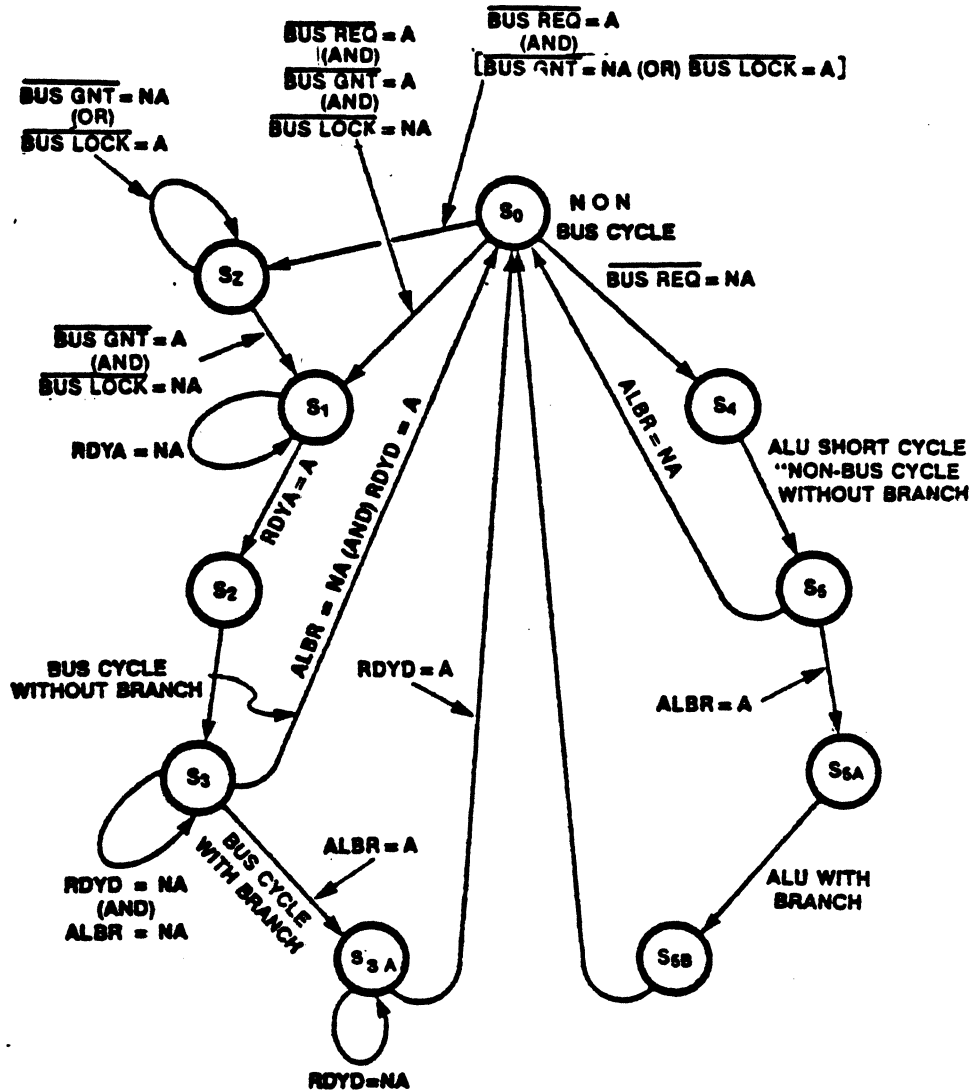 BUS REQ = A
(AND)
BUS GNT = A
(AND)
BUS LOCK = NA
BUS REQ = A
(AND)
[BUS GNT = NA (OR) BUS LOCK = A]
BUS GNT = NA
(OR)
BUS LOCK = A
S0
NON
BUS CYCLE
SZ
BUS REQ = NA
BUS GNT = A
(AND)
BUS LOCK = NA
S1
RDYA = NA
RDYA = A
ALBR = NA (AND) RDYD = A
ALBR = NA
S4
ALU SHORT CYCLE
"NON-BUS CYCLE
WITHOUT BRANCH
S2
S5
BUS CYCLE
WITHOUT BRANCH
RDYD = A
ALBR = A
S3
S5A
RDYD = NA
(AND)
ALBR = NA
BUS CYCLE
WITH BRANCH
ALBR = A
ALU WITH
BRANCH
S3A
S5B
RDYD=NA